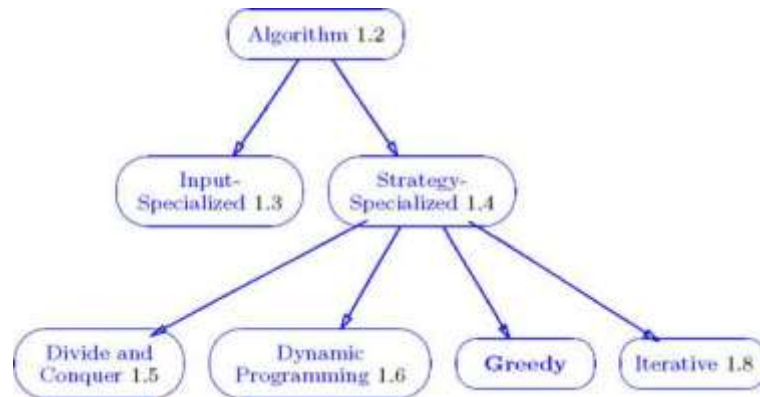 Algorithm 1.2
Input-
Specialized 1.3
Strategy-
Specialized 1.4
Divide and
Conquer 1.5
Dynamic
Programming 1.6
Greedy
Iterative 1.8